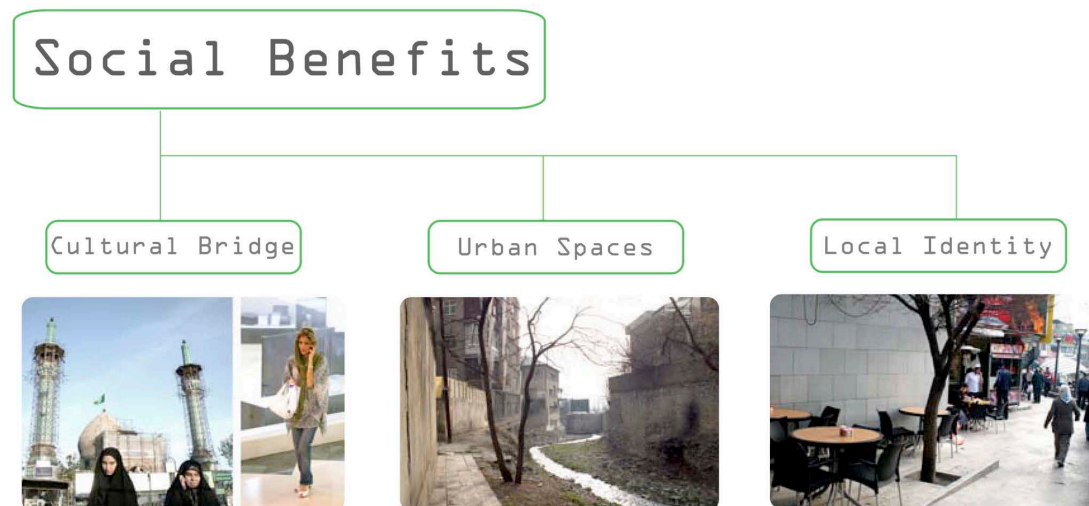 Social Benefits
Cultural Bridge
Urban Spaces
Local Identity